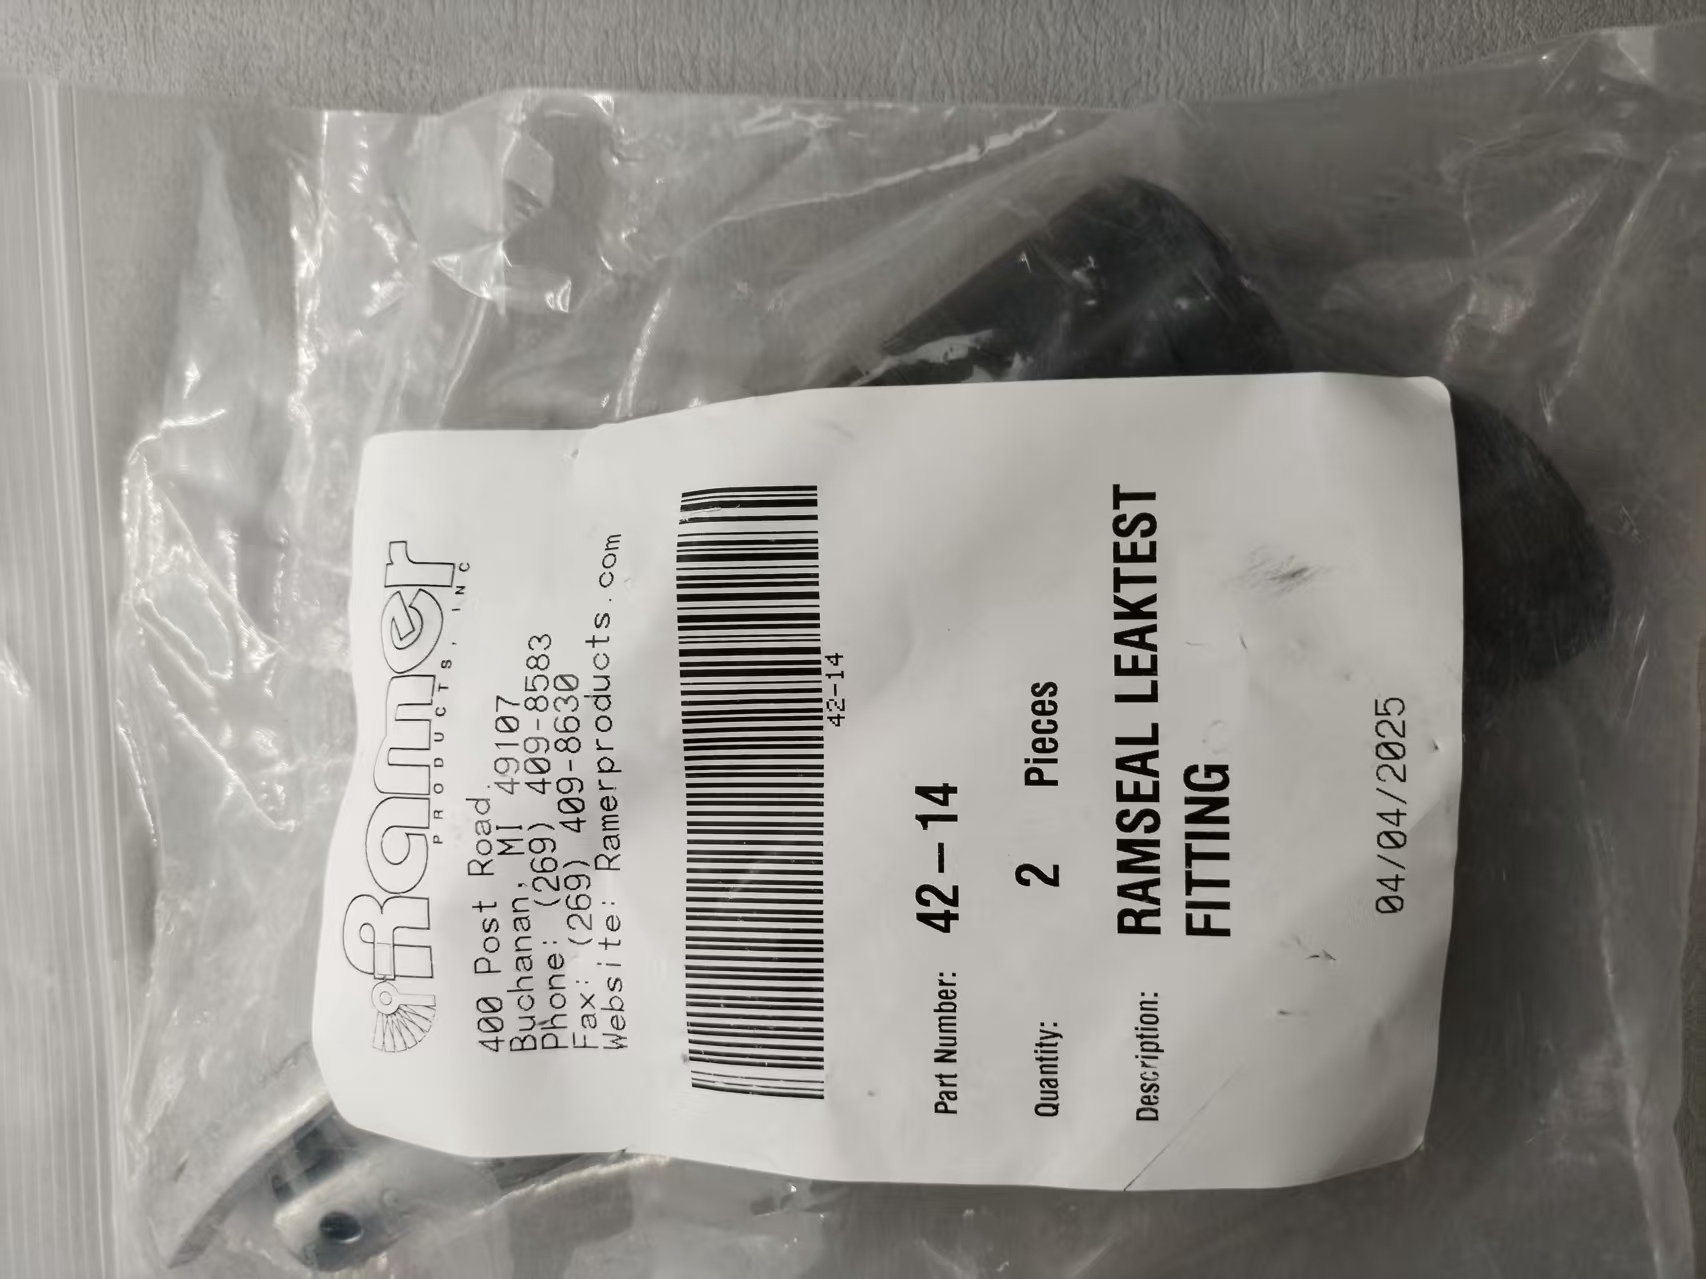 Ramer
PRODUCTS, INC
400 Post Road.
Buchanan, MI 49107
Phone: (269) 409-8583
Fax: (269) 409-8630
Website: Ramerproducts.com
42-14
Part Number: 42-14
Quantity: 2 Pieces
Description: RAMSEAL LEAKTEST
FITTING
04/04/2025